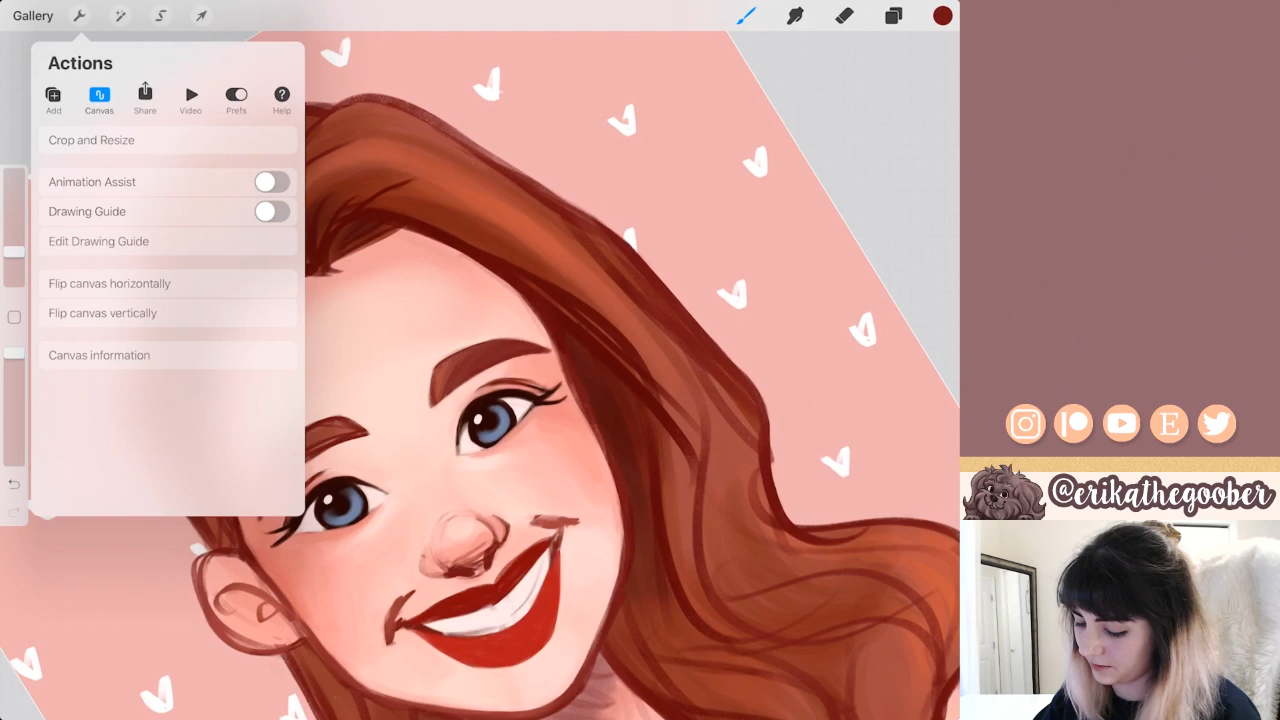 Gallery
Actions
Add
Canvas
Share
Video
Prefs
Help
Crop and Resize
Animation Assist
Drawing Guide
Edit Drawing Guide
Flip canvas horizontally
Flip canvas vertically
Canvas information
E
@erikathegoober